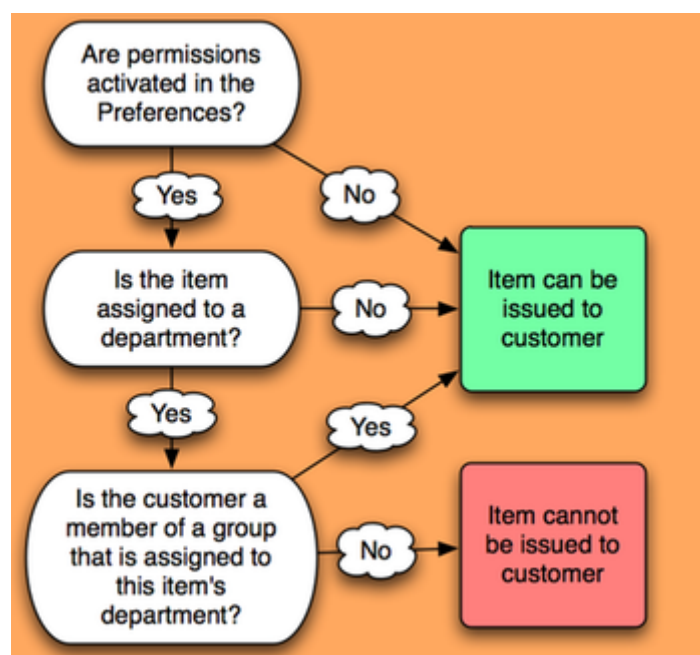 Are permissions
activated in the
Preferences?
Yes
No
Is the item
assigned to a
department?
No
Item can be
issued to
customer
Yes
Yes
Is the customer a
member of a group
that is assigned to
this item's
department?
No
Item cannot
be issued to
customer